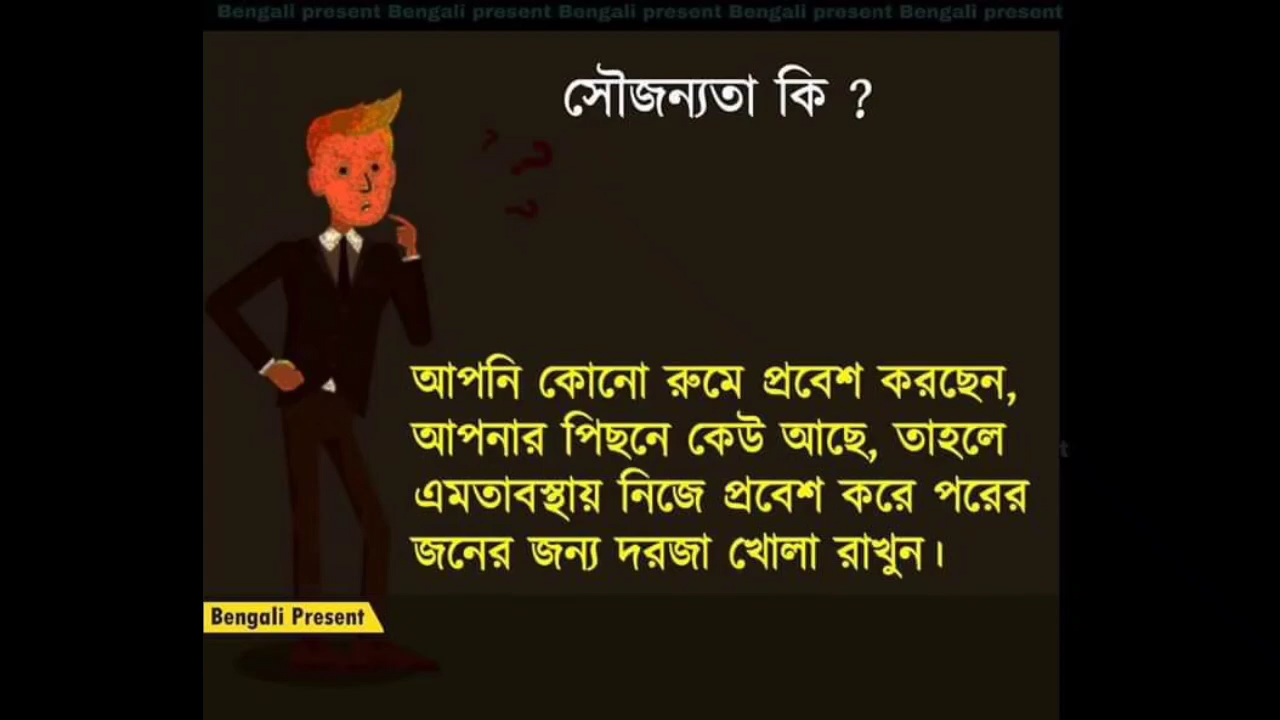 Bengali present Bengali present Bengali present Bengali present Bengali present
সৌজন্যতা কি ?
আপনি কোনো রুমে প্রবেশ করছেন,
আপনার পিছনে কেউ আছে, তাহলে
এমতাবস্থায় নিজে প্রবেশ করে পরের
জনের জন্য দরজা খোলা রাখুন।
Bengali Present